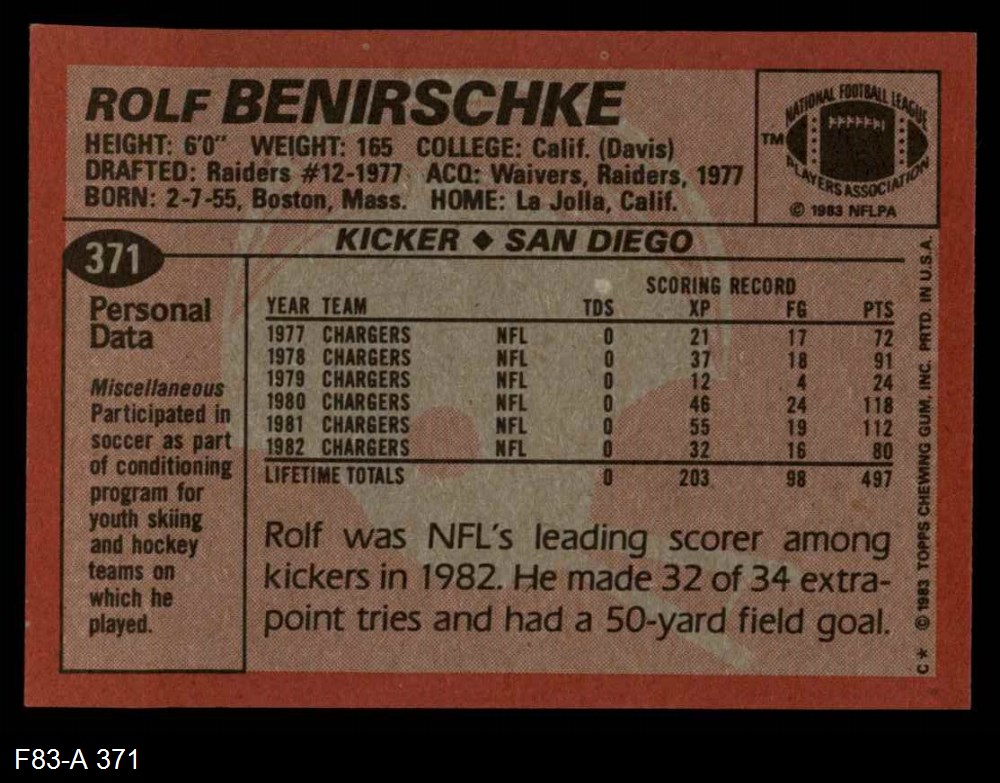 ROLF BENIRSCHKE
HEIGHT: 6'0" WEIGHT: 165 COLLEGE: Calif. (Davis)
DRAFTED: Raiders #12-1977 ACQ: Waivers, Raiders, 1977
BORN: 2-7-55, Boston, Mass. HOME: La Jolla, Calif.
TM
NATIONAL FOOTBALL LEAGUE
PLAYERS ASSOCIATION
© 1983 NFLPA
KICKER ◆ SAN DIEGO
371
Personal
Data
Miscellaneous
Participated in
soccer as part
of conditioning
program for
youth skiing
and hockey
teams on
which he
played.
SCORING RECORD
YEAR TEAM TDS XP FG PTS
1977 CHARGERS NFL 0 21 17 72
1978 CHARGERS NFL 0 37 18 91
1979 CHARGERS NFL 0 12 4 24
1980 CHARGERS NFL 0 46 24 118
1981 CHARGERS NFL 0 55 19 112
1982 CHARGERS NFL 0 32 16 80
LIFETIME TOTALS 0 203 98 497
Rolf was NFL's leading scorer among
kickers in 1982. He made 32 of 34 extra-
point tries and had a 50-yard field goal.
C* © 1983 TOPPS CHEWING GUM, INC. PRTD. IN U.S.A.
F83-A 371